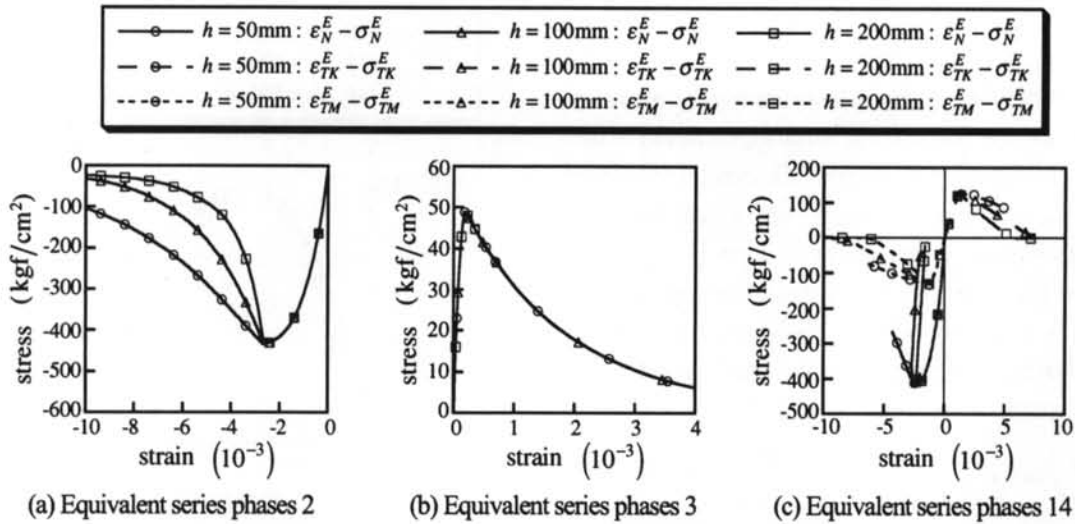 h = 50mm : ε_N^E − σ_N^E h = 100mm : ε_N^E − σ_N^E h = 200mm : ε_N^E − σ_N^E
h = 50mm : ε_TK^E − σ_TK^E h = 100mm : ε_TK^E − σ_TK^E h = 200mm : ε_TK^E − σ_TK^E
h = 50mm : ε_TM^E − σ_TM^E h = 100mm : ε_TM^E − σ_TM^E h = 200mm : ε_TM^E − σ_TM^E
stress (kgf/cm²)
0
-100
-200
-300
-400
-500
-600
-10 -8 -6 -4 -2 0
strain (10⁻³)
(a) Equivalent series phases 2
stress (kgf/cm²)
60
50
40
30
20
10
0
0 1 2 3 4
strain (10⁻³)
(b) Equivalent series phases 3
stress (kgf/cm²)
200
100
0
-100
-200
-300
-400
-500
-10 -5 0 5 10
strain (10⁻³)
(c) Equivalent series phases 14